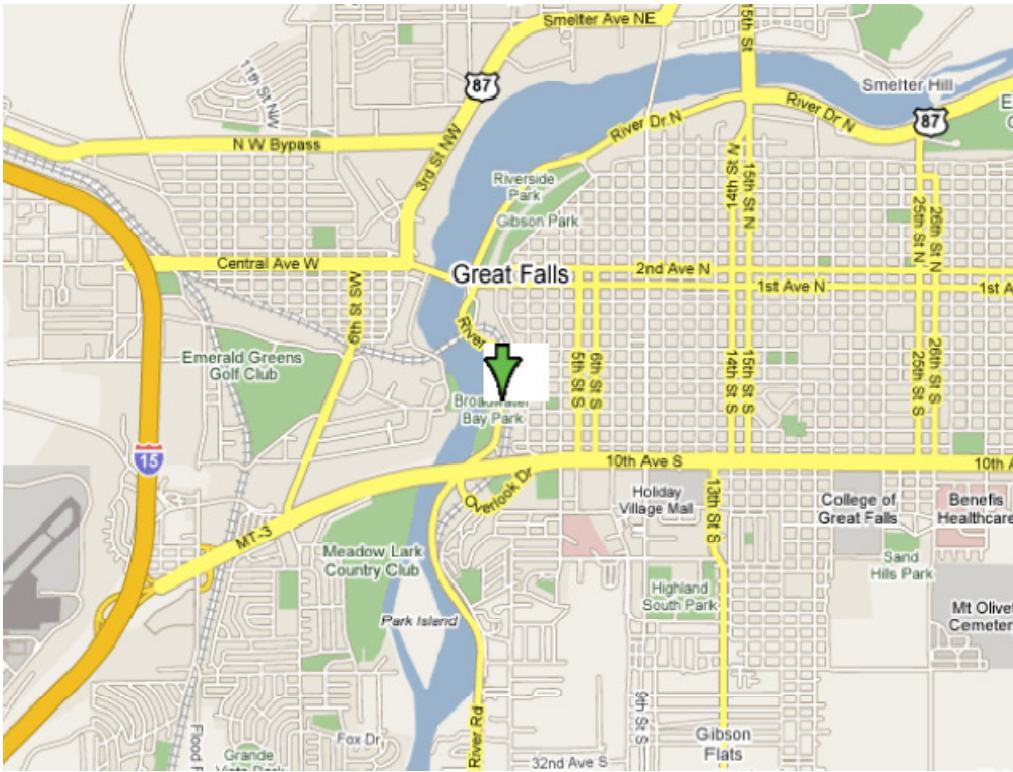 Smelter Ave NE
15th St
11th St NW
87
Smelter Hill
River Dr N
River Dr N
87
N W Bypass
3rd St NW
14th St N
15th St N
Riverside
Park
Gibson Park
25th St N
26th St N
Central Ave W
Great Falls
2nd Ave N
1st Ave N
6th St SW
River
Emerald Greens
Golf Club
5th St S
6th St S
14th St S
15th St S
25th St S
26th St S
Broadwater
Bay Park
15
10th Ave S
Overlook Dr
Holiday
Village Mall
13th St S
College of
Great Falls
Benefis
Healthcare
MT-3
Meadow Lark
Country Club
Sand
Hills Park
Highland
South Park
Park Island
9th St S
River Rd
Gibson
Flats
Fox Dr
Flood
Grande
32nd Ave S